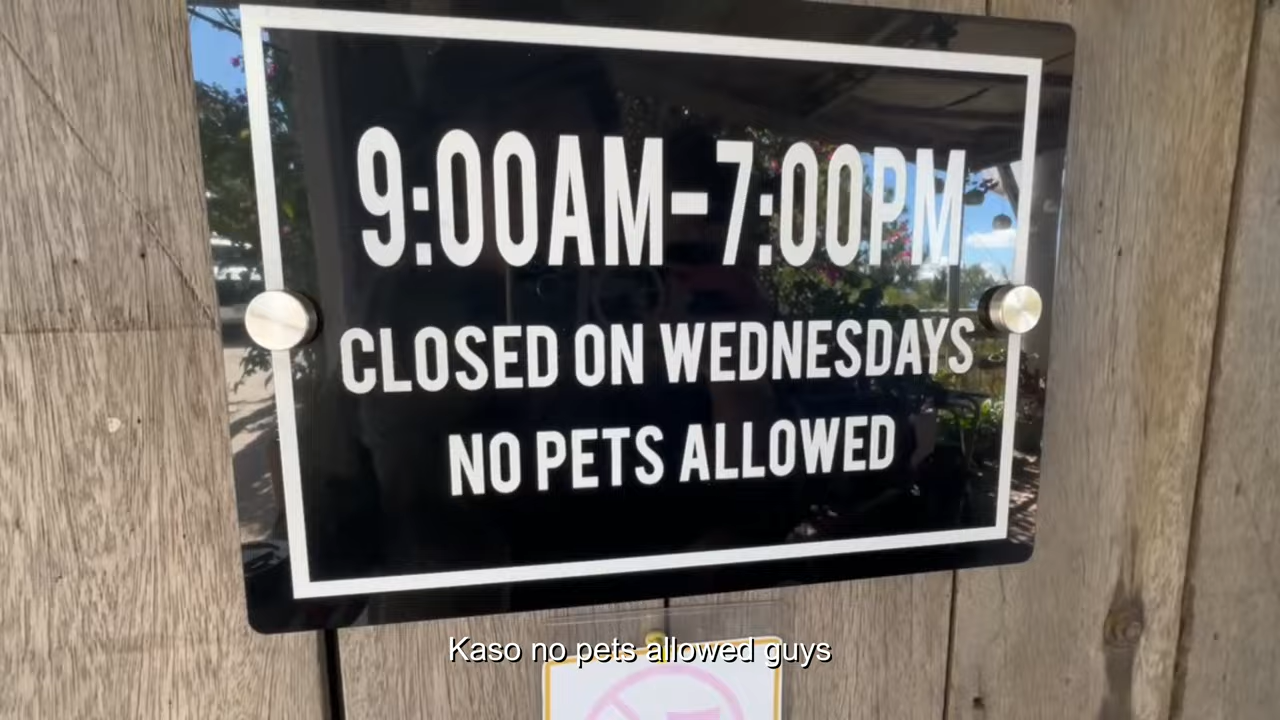 9:00AM-7:00PM
CLOSED ON WEDNESDAYS
NO PETS ALLOWED
Kaso no pets allowed guys